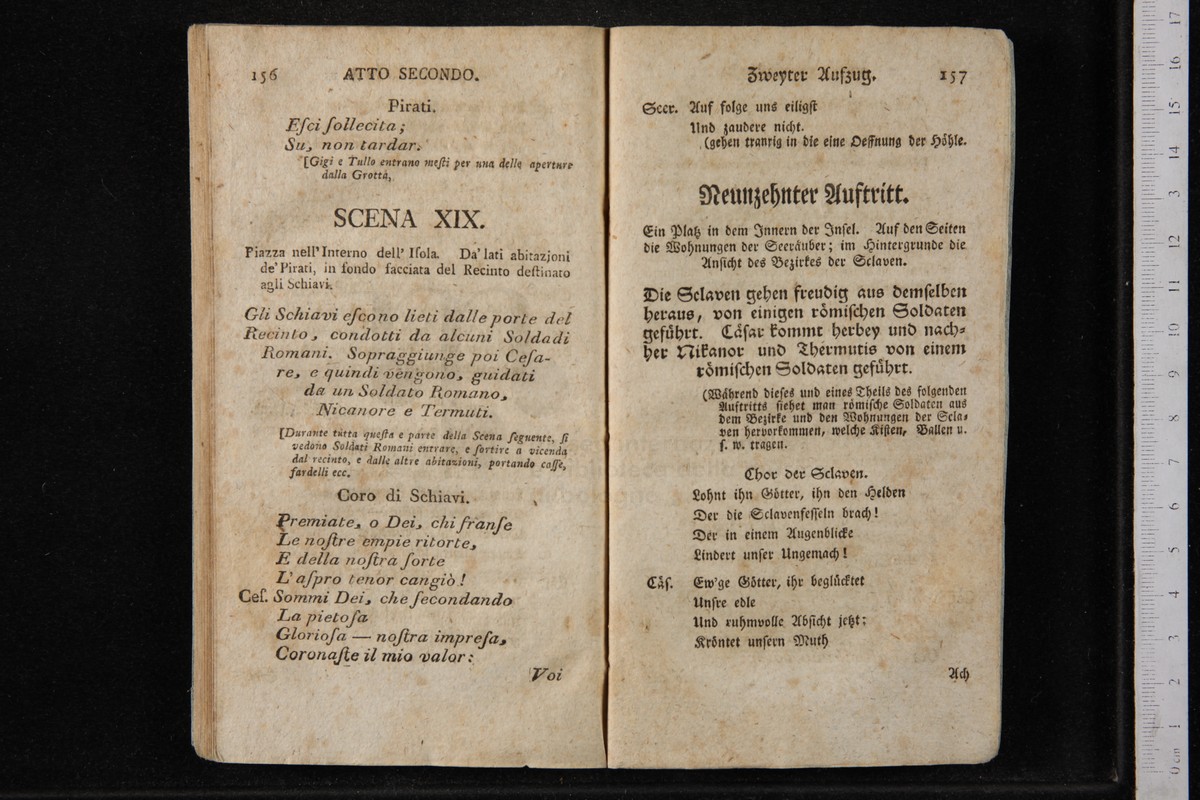 156 ATTO SECONDO.
Pirati.
Eſci ſollecita;
Su, non tardar.
[Gigi e Tullo entrano meſti per una delle aperture
dalla Grotta,
SCENA XIX.
Piazza nell' Interno dell' Iſola. Da' lati abitazjoni
de' Pirati, in fondo facciata del Recinto deſtinato
agli Schiavi.
Gli Schiavi eſcono lieti dalle porte del
Recinto, condotti da alcuni Soldadi
Romani. Sopraggiunge poi Ceſa-
re, e quindi vengono, guidati
da un Soldato Romano,
Nicanore e Termuti.
[Durante tutta queſta e parte della Scena ſeguente, ſi
vedono Soldati Romani entrare, e ſortire a vicenda
dal recinto, e dalle altre abitazioni, portando caſſe,
fardelli ecc.
Coro di Schiavi.
Premiate, o Dei, chi franſe
Le noſtre empie ritorte,
E della noſtra ſorte
L' aſpro tenor cangiò!
Ceſ. Sommi Dei, che ſecondando
La pietoſa
Glorioſa — noſtra impreſa,
Coronaſte il mio valor:
Voi
Zweyter Aufzug. 157
Seer. Auf folge uns eiligſt
Und zaudere nicht.
(gehen tranrig in die eine Oeffnung der Höhle.
Neunzehnter Auftritt.
Ein Platz in dem Innern der Inſel. Auf den Seiten
die Wohnungen der Seeräuber; im Hintergrunde die
Anſicht des Bezirkes der Sclaven.
Die Sclaven gehen freudig aus demſelben
heraus, von einigen römiſchen Soldaten
geführt. Cäſar kommt herbey und nach-
her Nikanor und Thermutis von einem
römiſchen Soldaten geführt.
(Während dieſes und eines Theils des folgenden
Auftritts ſiehet man römiſche Soldaten aus
dem Bezirke und den Wohnungen der Scla-
ven hervorkommen, welche Kiſten, Ballen u.
ſ. w. tragen.
Chor der Sclaven.
Lohnt ihn Götter, ihn den Helden
Der die Sclavenfeſſeln brach!
Der in einem Augenblicke
Lindert unſer Ungemach!
Cäſ. Ew'ge Götter, ihr beglücktet
Unſre edle
Und ruhmvolle Abſicht jetzt:
Kröntet unſern Muth
Ach